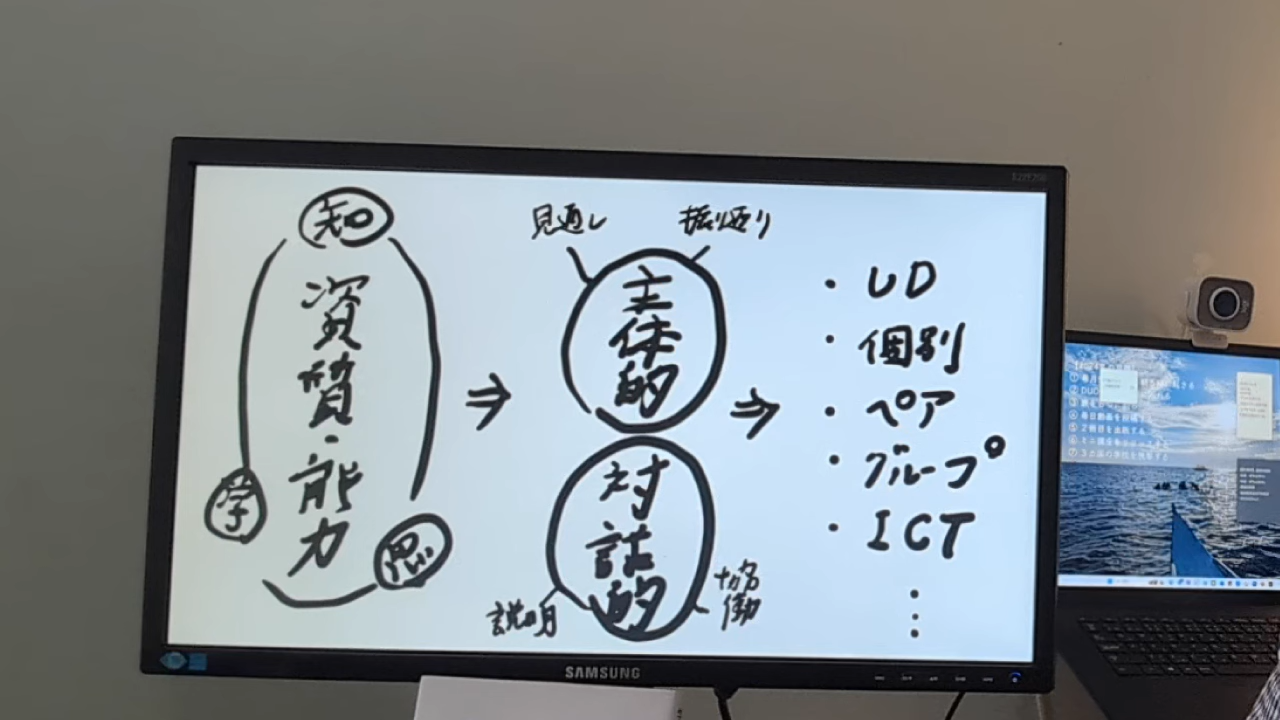 知
資質・能力
学
思
⇒
見通し
振り返り
主体的
対話的
説明
協働
⇒
・UD
・個別
・ペア
・グループ
・ICT
SAMSUNG